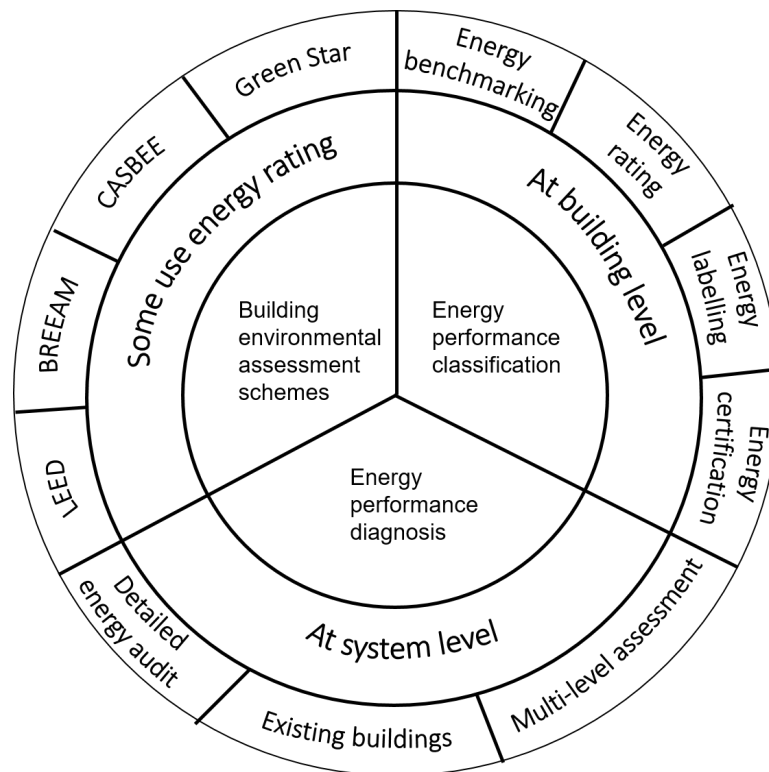 Green Star
CASBEE
BREEAM
LEED
Some use energy rating
Building
environmental
assessment
schemes
Energy
benchmarking
Energy
rating
Energy
labelling
Energy
certification
At building level
Energy
performance
classification
Energy
performance
diagnosis
At system level
Detailed
energy audit
Existing buildings
Multi-level assessment